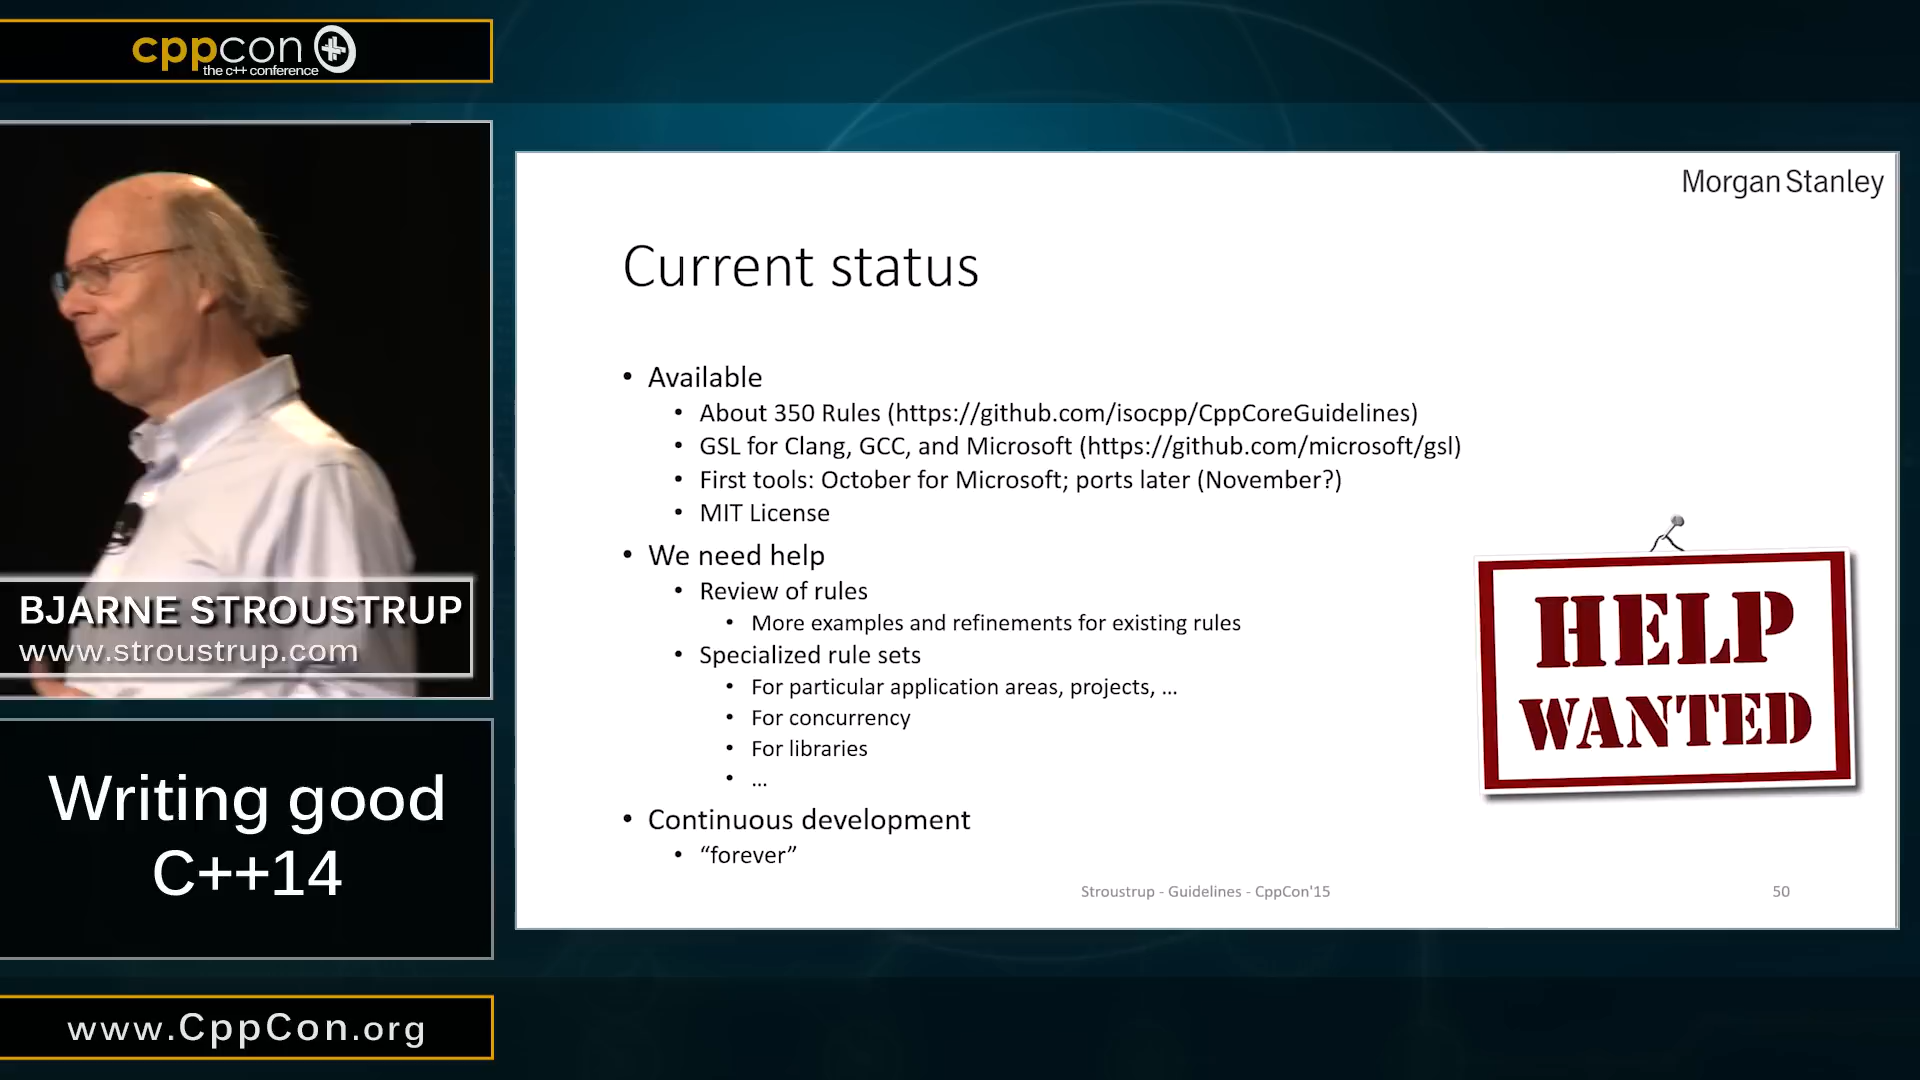 cppcon
the c++ conference
BJARNE STROUSTRUP
www.stroustrup.com
Writing good
C++14
www.CppCon.org
Morgan Stanley
Current status
• Available
• About 350 Rules (https://github.com/isocpp/CppCoreGuidelines)
• GSL for Clang, GCC, and Microsoft (https://github.com/microsoft/gsl)
• First tools: October for Microsoft; ports later (November?)
• MIT License
• We need help
• Review of rules
• More examples and refinements for existing rules
• Specialized rule sets
• For particular application areas, projects, …
• For concurrency
• For libraries
• …
• Continuous development
• “forever”
HELP
WANTED
Stroustrup - Guidelines - CppCon'15
50